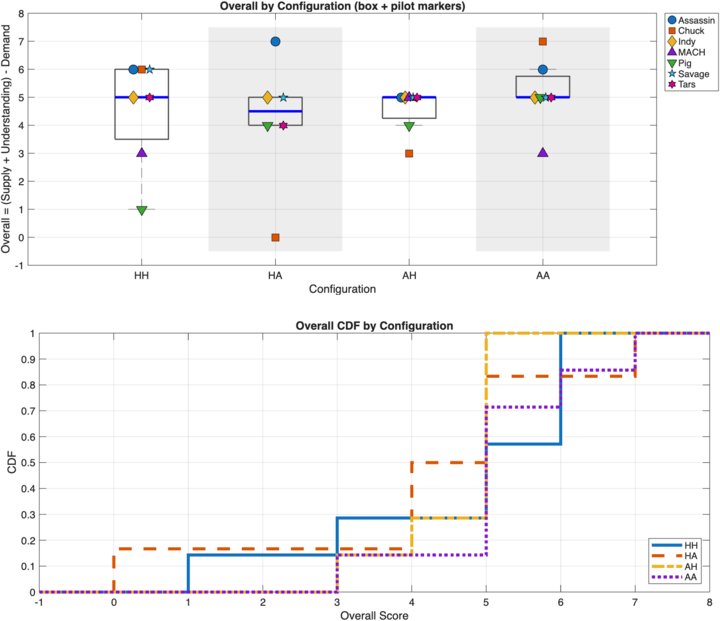 Overall by Configuration (box + pilot markers)
Overall = (Supply + Understanding) - Demand
8
7
6
5
4
3
2
1
0
-1
HH
HA
AH
AA
Configuration
Assassin
Chuck
Indy
MACH
Pig
Savage
Tars
Overall CDF by Configuration
CDF
1
0.9
0.8
0.7
0.6
0.5
0.4
0.3
0.2
0.1
0
-1
0
1
2
3
4
5
6
7
8
Overall Score
HH
HA
AH
AA